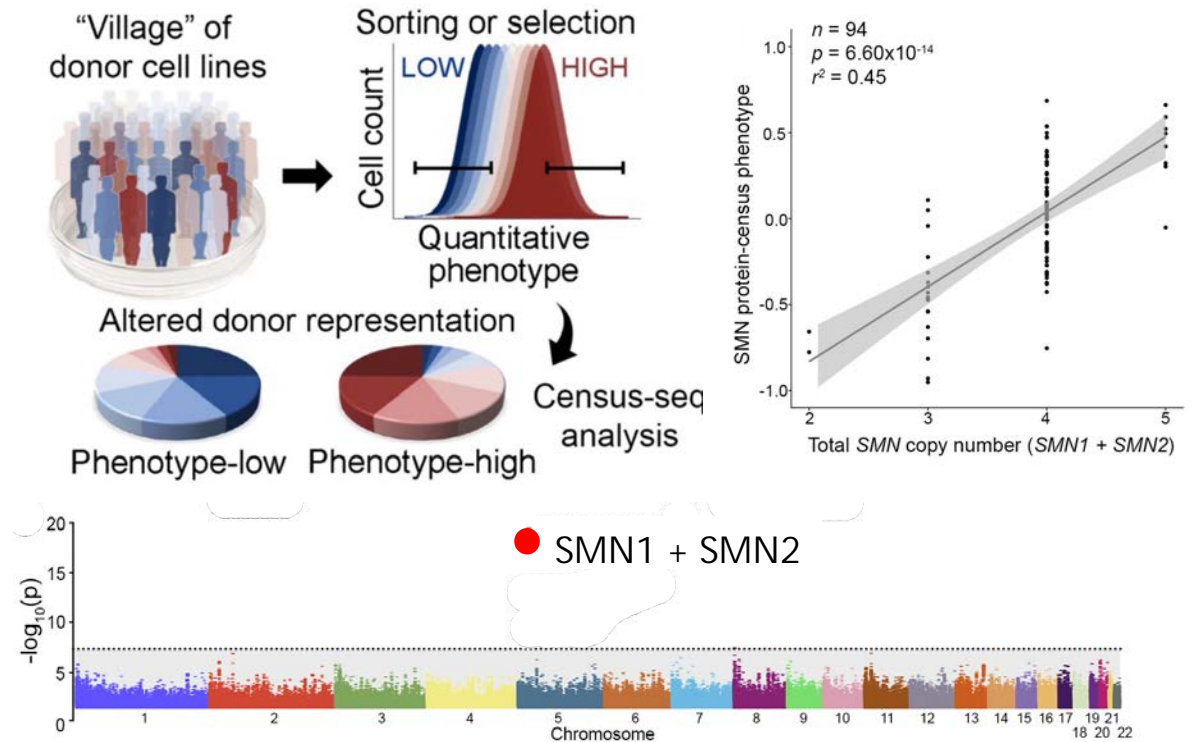 “Village” of
donor cell lines
Sorting or selection
LOW
HIGH
Cell count
Quantitative
phenotype
Altered donor representation
Phenotype-low
Phenotype-high
Census-seq
analysis
n = 94
p = 6.60x10⁻¹⁴
r² = 0.45
SMN protein-census phenotype
1.0
0.5
0.0
-0.5
-1.0
2 3 4 5
Total SMN copy number (SMN1 + SMN2)
SMN1 + SMN2
-log₁₀(p)
20
15
10
5
0
1 2 3 4 5 6 7 8 9 10 11 12 13 14 15 16 17 18 19 20 21 22
Chromosome